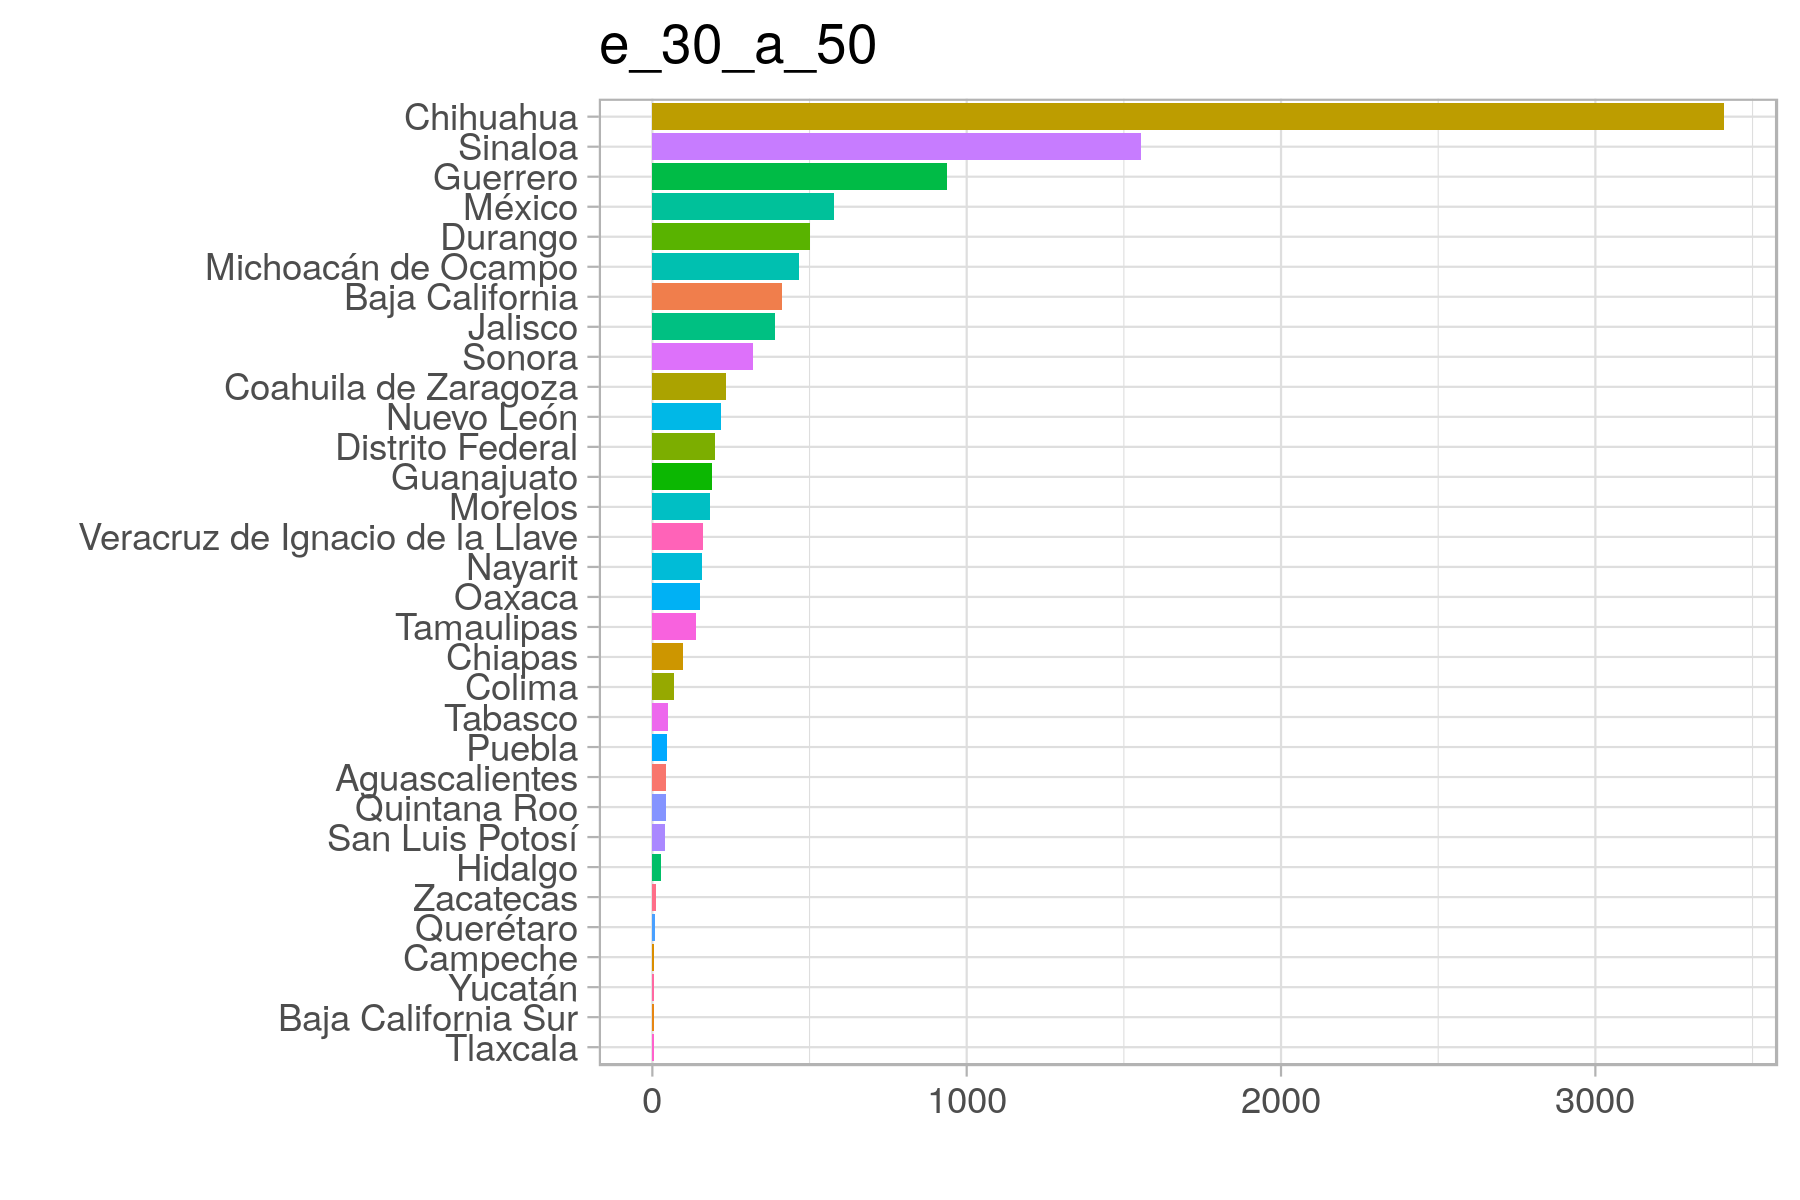 e_30_a_50
Chihuahua
Sinaloa
Guerrero
México
Durango
Michoacán de Ocampo
Baja California
Jalisco
Sonora
Coahuila de Zaragoza
Nuevo León
Distrito Federal
Guanajuato
Morelos
Veracruz de Ignacio de la Llave
Nayarit
Oaxaca
Tamaulipas
Chiapas
Colima
Tabasco
Puebla
Aguascalientes
Quintana Roo
San Luis Potosí
Hidalgo
Zacatecas
Querétaro
Campeche
Yucatán
Baja California Sur
Tlaxcala
0 1000 2000 3000